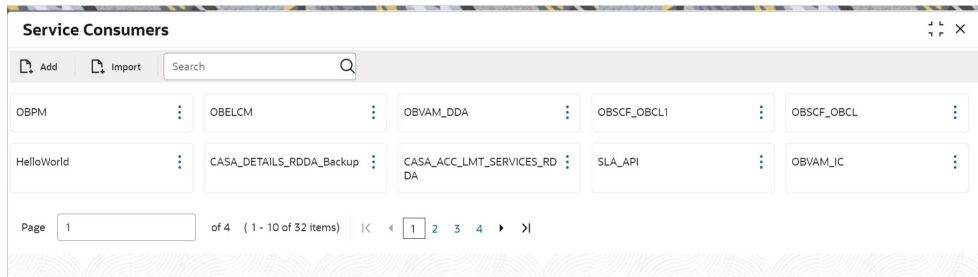 Service Consumers
Add Import Search
OBPM OBELCM OBVAM_DDA OBSCF_OBCL1 OBSCF_OBCL
HelloWorld CASA_DETAILS_RDDA_Backup CASA_ACC_LMT_SERVICES_RD SLA_API OBVAM_IC
DA
Page 1 of 4 ( 1 - 10 of 32 items) 1 2 3 4